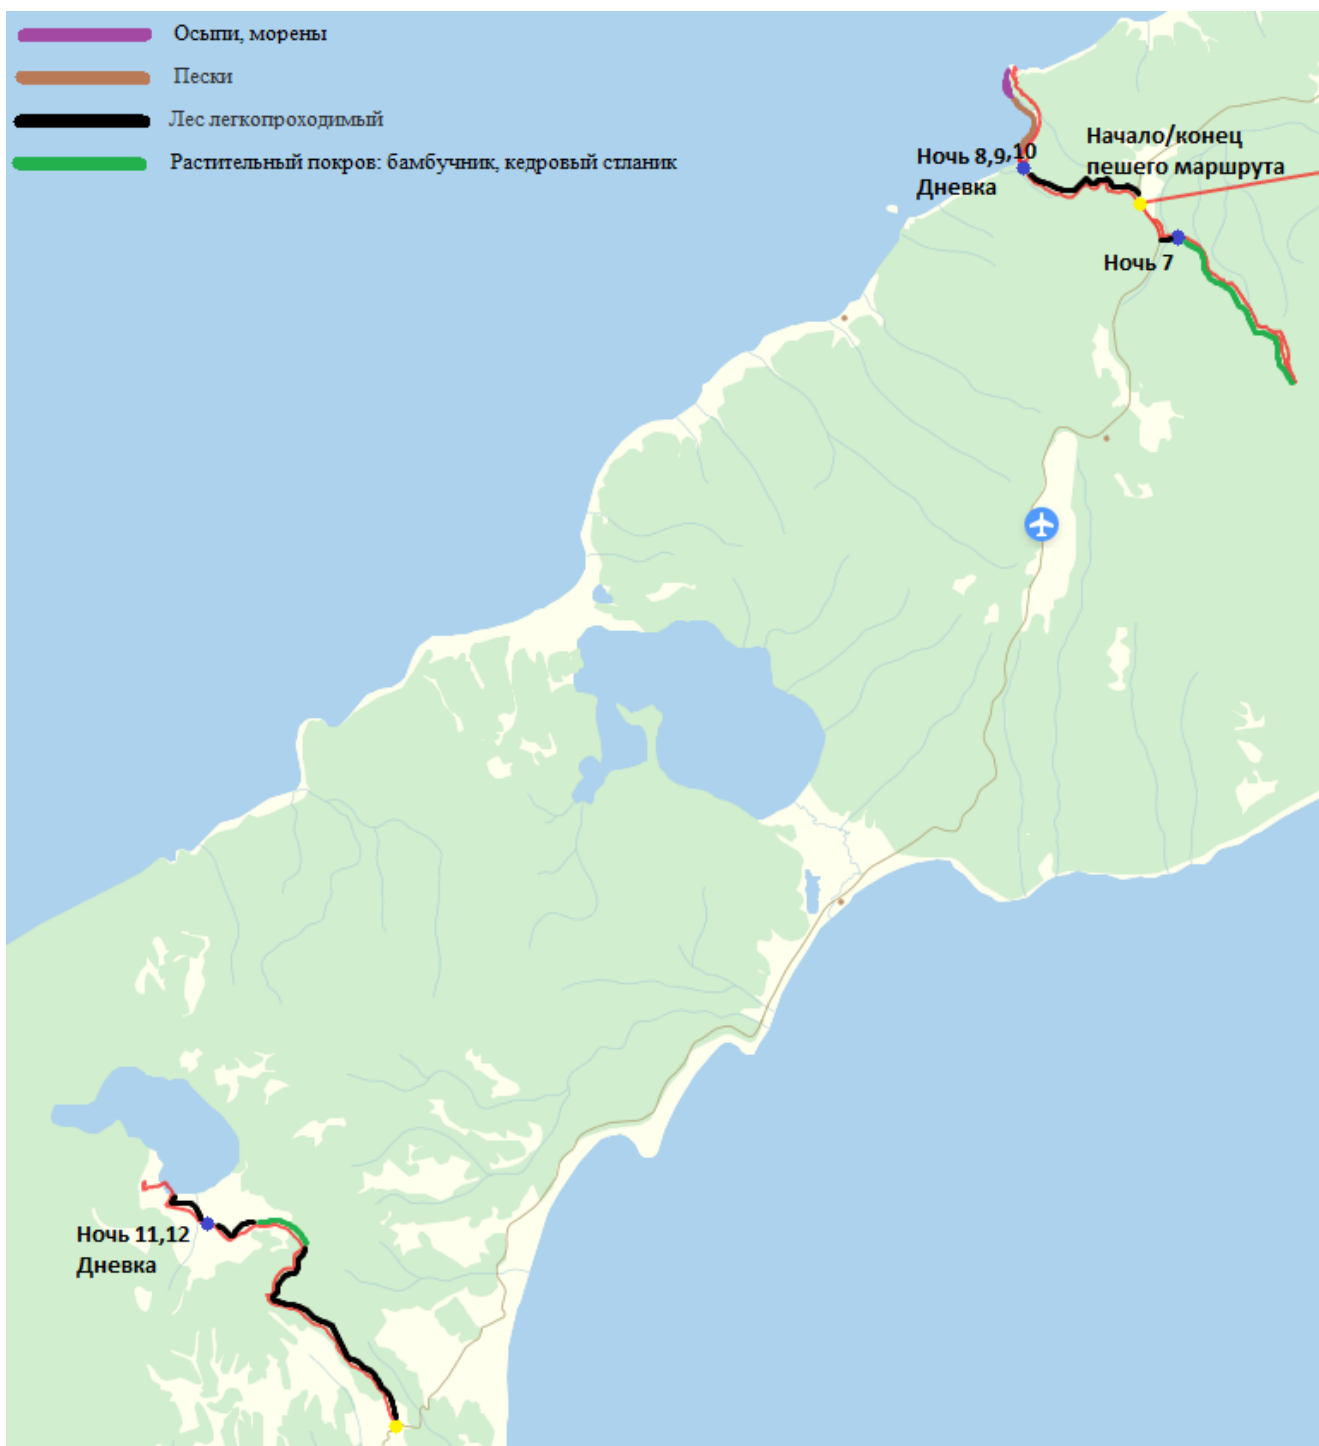 Осыпи, морены
Пески
Лес легкопроходимый
Растительный покров: бамбучник, кедровый стланик
Ночь 8,9,10
Дневка
Начало/конец
пешего маршрута
Ночь 7
Ночь 11,12
Дневка